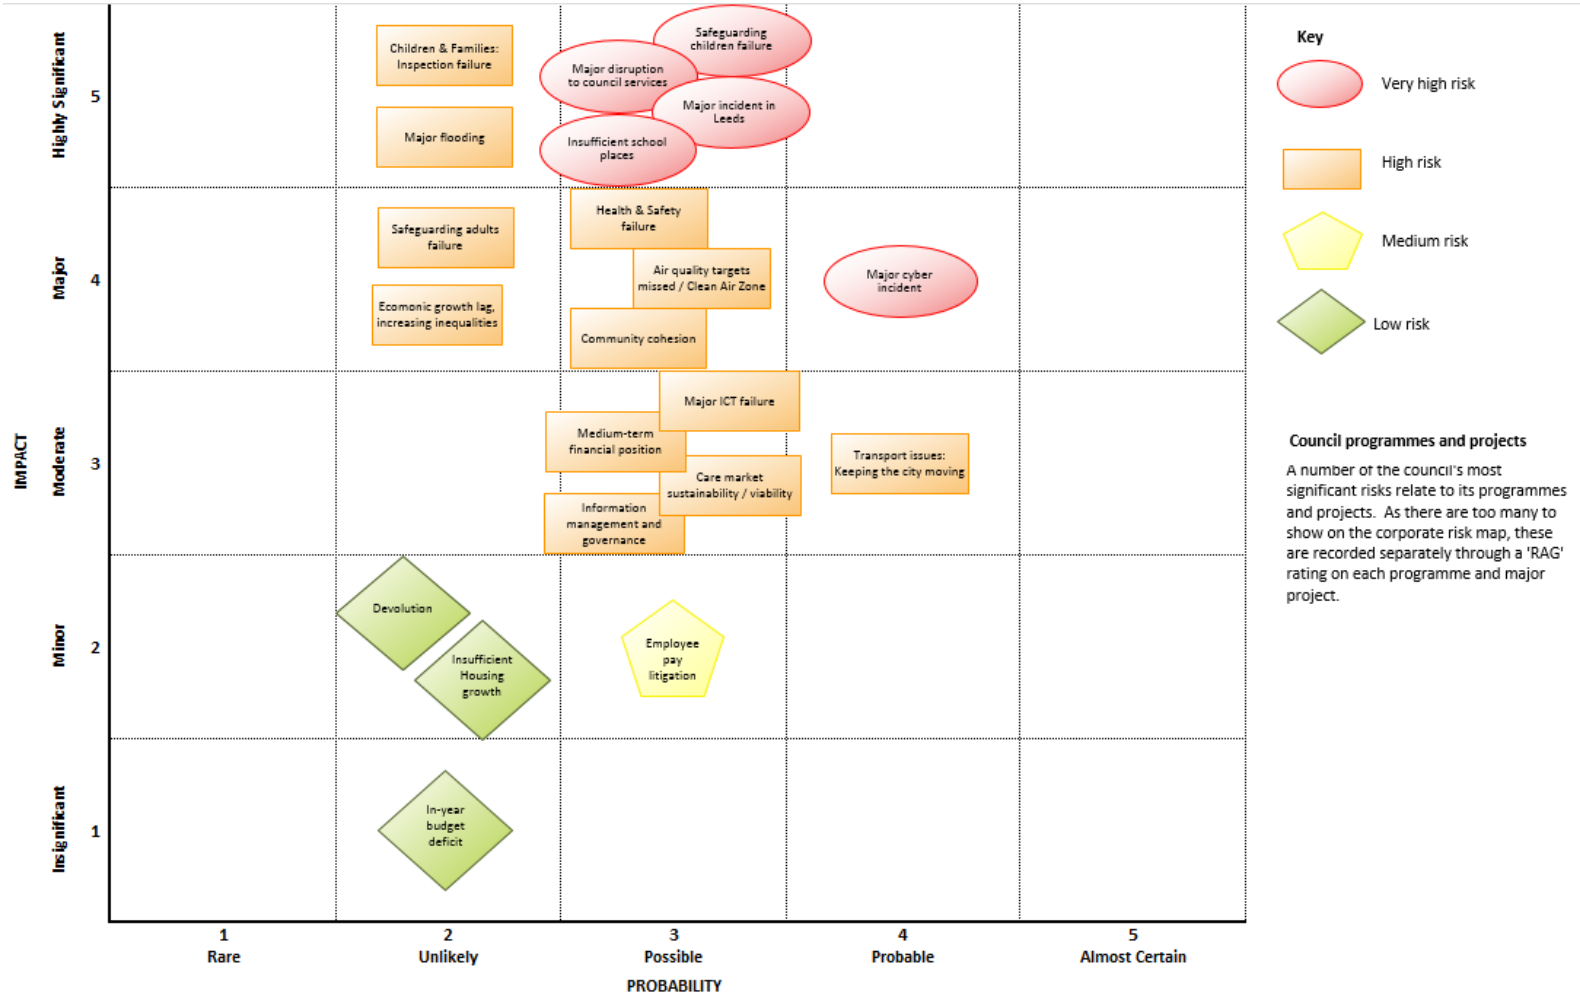 IMPACT
Highly Significant
5
Major
4
Moderate
3
Minor
2
Insignificant
1
Children & Families:
Inspection failure
Major flooding
Safeguarding
children failure
Major disruption
to council services
Major incident in
Leeds
Insufficient school
places
Safeguarding adults
failure
Ecomonic growth lag,
increasing inequalities
Health & Safety
failure
Air quality targets
missed / Clean Air Zone
Community cohesion
Major cyber
incident
Major ICT failure
Medium-term
financial position
Care market
sustainability / viability
Information
management and
governance
Transport issues:
Keeping the city moving
Devolution
Insufficient
Housing
growth
Employee
pay
litigation
In-year
budget
deficit
1
Rare
2
Unlikely
3
Possible
4
Probable
5
Almost Certain
PROBABILITY
Key
Very high risk
High risk
Medium risk
Low risk
Council programmes and projects
A number of the council's most
significant risks relate to its programmes
and projects. As there are too many to
show on the corporate risk map, these
are recorded separately through a 'RAG'
rating on each programme and major
project.